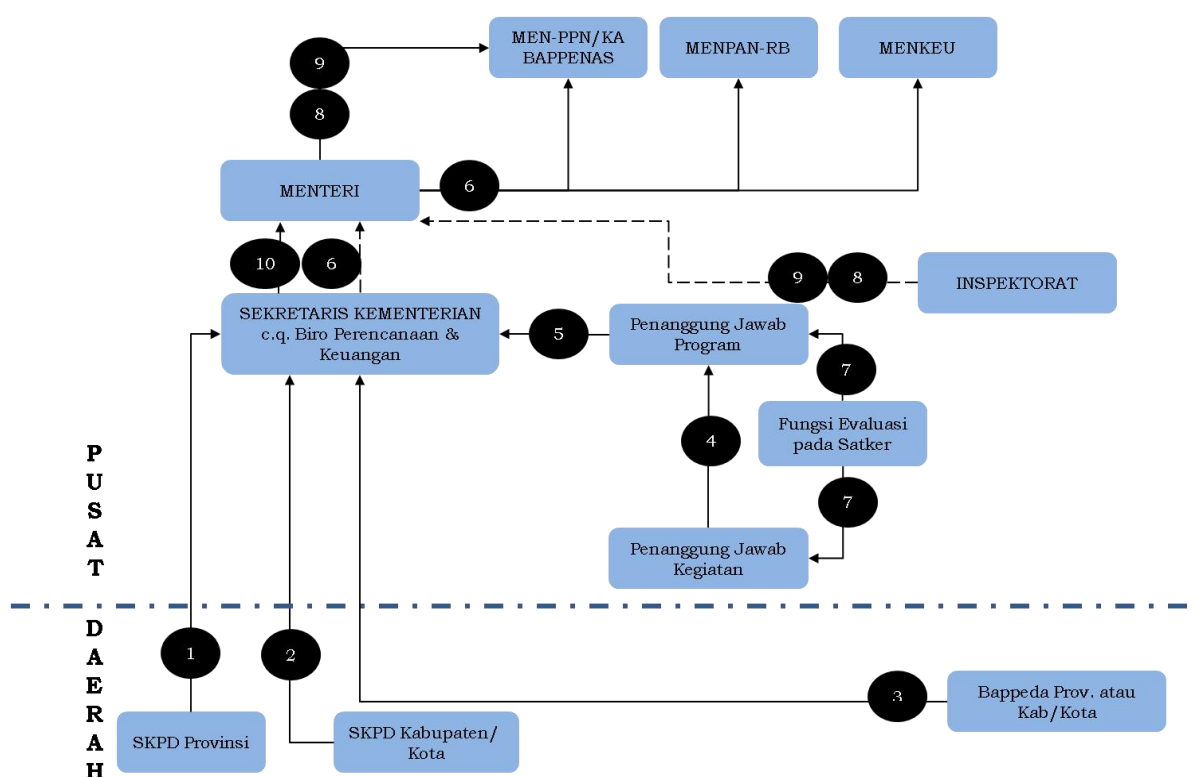 MEN-PPN/KA
BAPPENAS
MENPAN-RB
MENKEU
9
8
MENTERI
6
10
6
9
8
INSPEKTORAT
SEKRETARIS KEMENTERIAN
c.q. Biro Perencanaan &
Keuangan
5
Penanggung Jawab
Program
7
4
Fungsi Evaluasi
pada Satker
7
Penanggung Jawab
Kegiatan
P
U
S
A
T
D
A
E
R
A
H
1
2
3
SKPD Provinsi
SKPD Kabupaten/
Kota
Bappeda Prov. atau
Kab/Kota